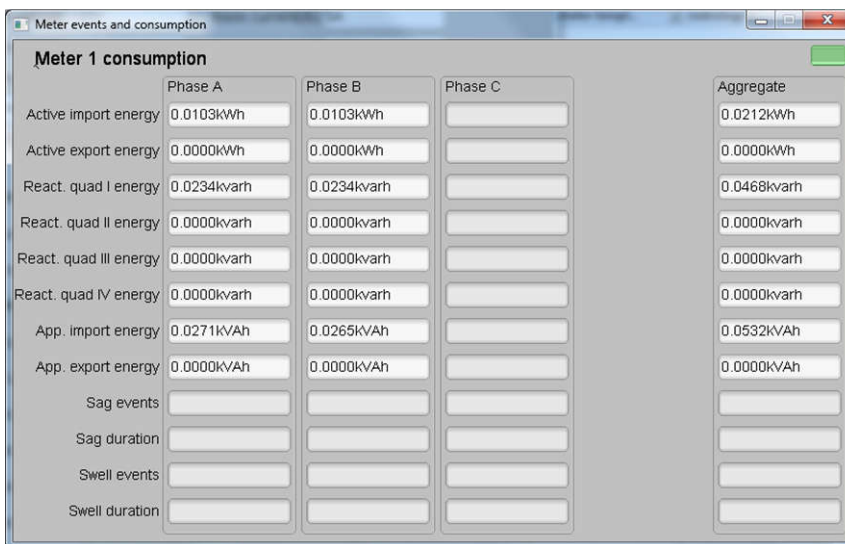 Meter events and consumption
Meter 1 consumption
Phase A Phase B Phase C Aggregate
Active import energy 0.0103kWh 0.0103kWh 0.0212kWh
Active export energy 0.0000kWh 0.0000kWh 0.0000kWh
React. quad I energy 0.0234kvarh 0.0234kvarh 0.0468kvarh
React. quad II energy 0.0000kvarh 0.0000kvarh 0.0000kvarh
React. quad III energy 0.0000kvarh 0.0000kvarh 0.0000kvarh
React. quad IV energy 0.0000kvarh 0.0000kvarh 0.0000kvarh
App. import energy 0.0271kVAh 0.0265kVAh 0.0532kVAh
App. export energy 0.0000kVAh 0.0000kVAh 0.0000kVAh
Sag events
Sag duration
Swell events
Swell duration